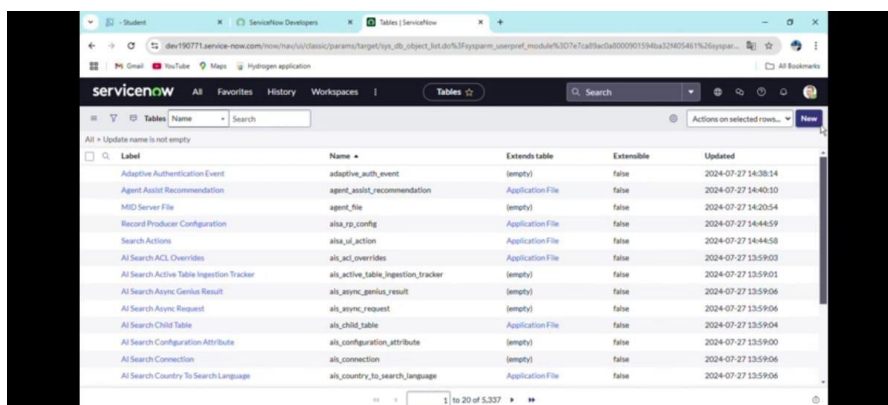 - Student
ServiceNow Developers
Tables | ServiceNow
dev190771.service-now.com/now/nav/ui/classic/params/target/sys_db_object_list.do%3Fsysparm_userpref_module%3D7e7ca89ac0a8000901594ba32f405461%26syspar...
Gmail YouTube Maps Hydrogen application All Bookmarks
servicenow All Favorites History Workspaces Tables Search
Tables Name Search Actions on selected rows... New
All > Update name is not empty
Label Name Extends table Extensible Updated
Adaptive Authentication Event adaptive_auth_event (empty) false 2024-07-27 14:38:14
Agent Assist Recommendation agent_assist_recommendation Application File false 2024-07-27 14:40:10
MID Server File agent_file (empty) false 2024-07-27 14:20:54
Record Producer Configuration aisa_rp_config Application File false 2024-07-27 14:44:59
Search Actions aisa_ui_action Application File false 2024-07-27 14:44:58
AI Search ACL Overrides ais_acl_overrides Application File false 2024-07-27 13:59:03
AI Search Active Table Ingestion Tracker ais_active_table_ingestion_tracker (empty) false 2024-07-27 13:59:01
AI Search Async Genius Result ais_async_genius_result (empty) false 2024-07-27 13:59:06
AI Search Async Request ais_async_request (empty) false 2024-07-27 13:59:06
AI Search Child Table ais_child_table Application File false 2024-07-27 13:59:04
AI Search Configuration Attribute ais_configuration_attribute (empty) false 2024-07-27 13:59:00
AI Search Connection ais_connection (empty) false 2024-07-27 13:59:06
AI Search Country To Search Language ais_country_to_search_language Application File false 2024-07-27 13:59:06
1 to 20 of 5,337